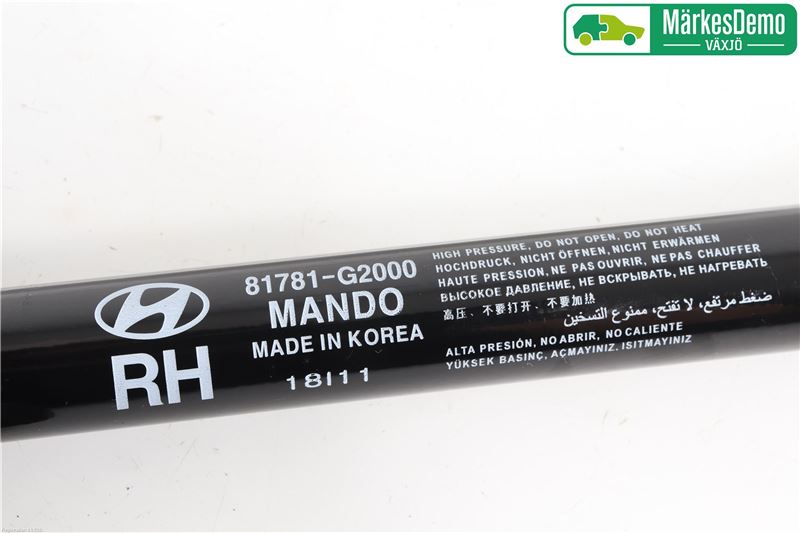 MärkesDemo
VÄXJÖ
81781-G2000
MANDO
MADE IN KOREA
RH
18I11
HIGH PRESSURE, DO NOT OPEN, DO NOT HEAT
HOCHDRUCK, NICHT ÖFFNEN, NICHT ERWÄRMEN
HAUTE PRESSION, NE PAS OUVRIR, NE PAS CHAUFFER
ВЫСОКОЕ ДАВЛЕНИЕ, НЕ ВСКРЫВАТЬ, НЕ НАГРЕВАТЬ
高压、不要打开、不要加热
ضغط مرتفع، لا تفتح، ممنوع التسخين
ALTA PRESIÓN, NO ABRIR, NO CALIENTE
YÜKSEK BASINÇ, AÇMAYINIZ, ISITMAYINIZ